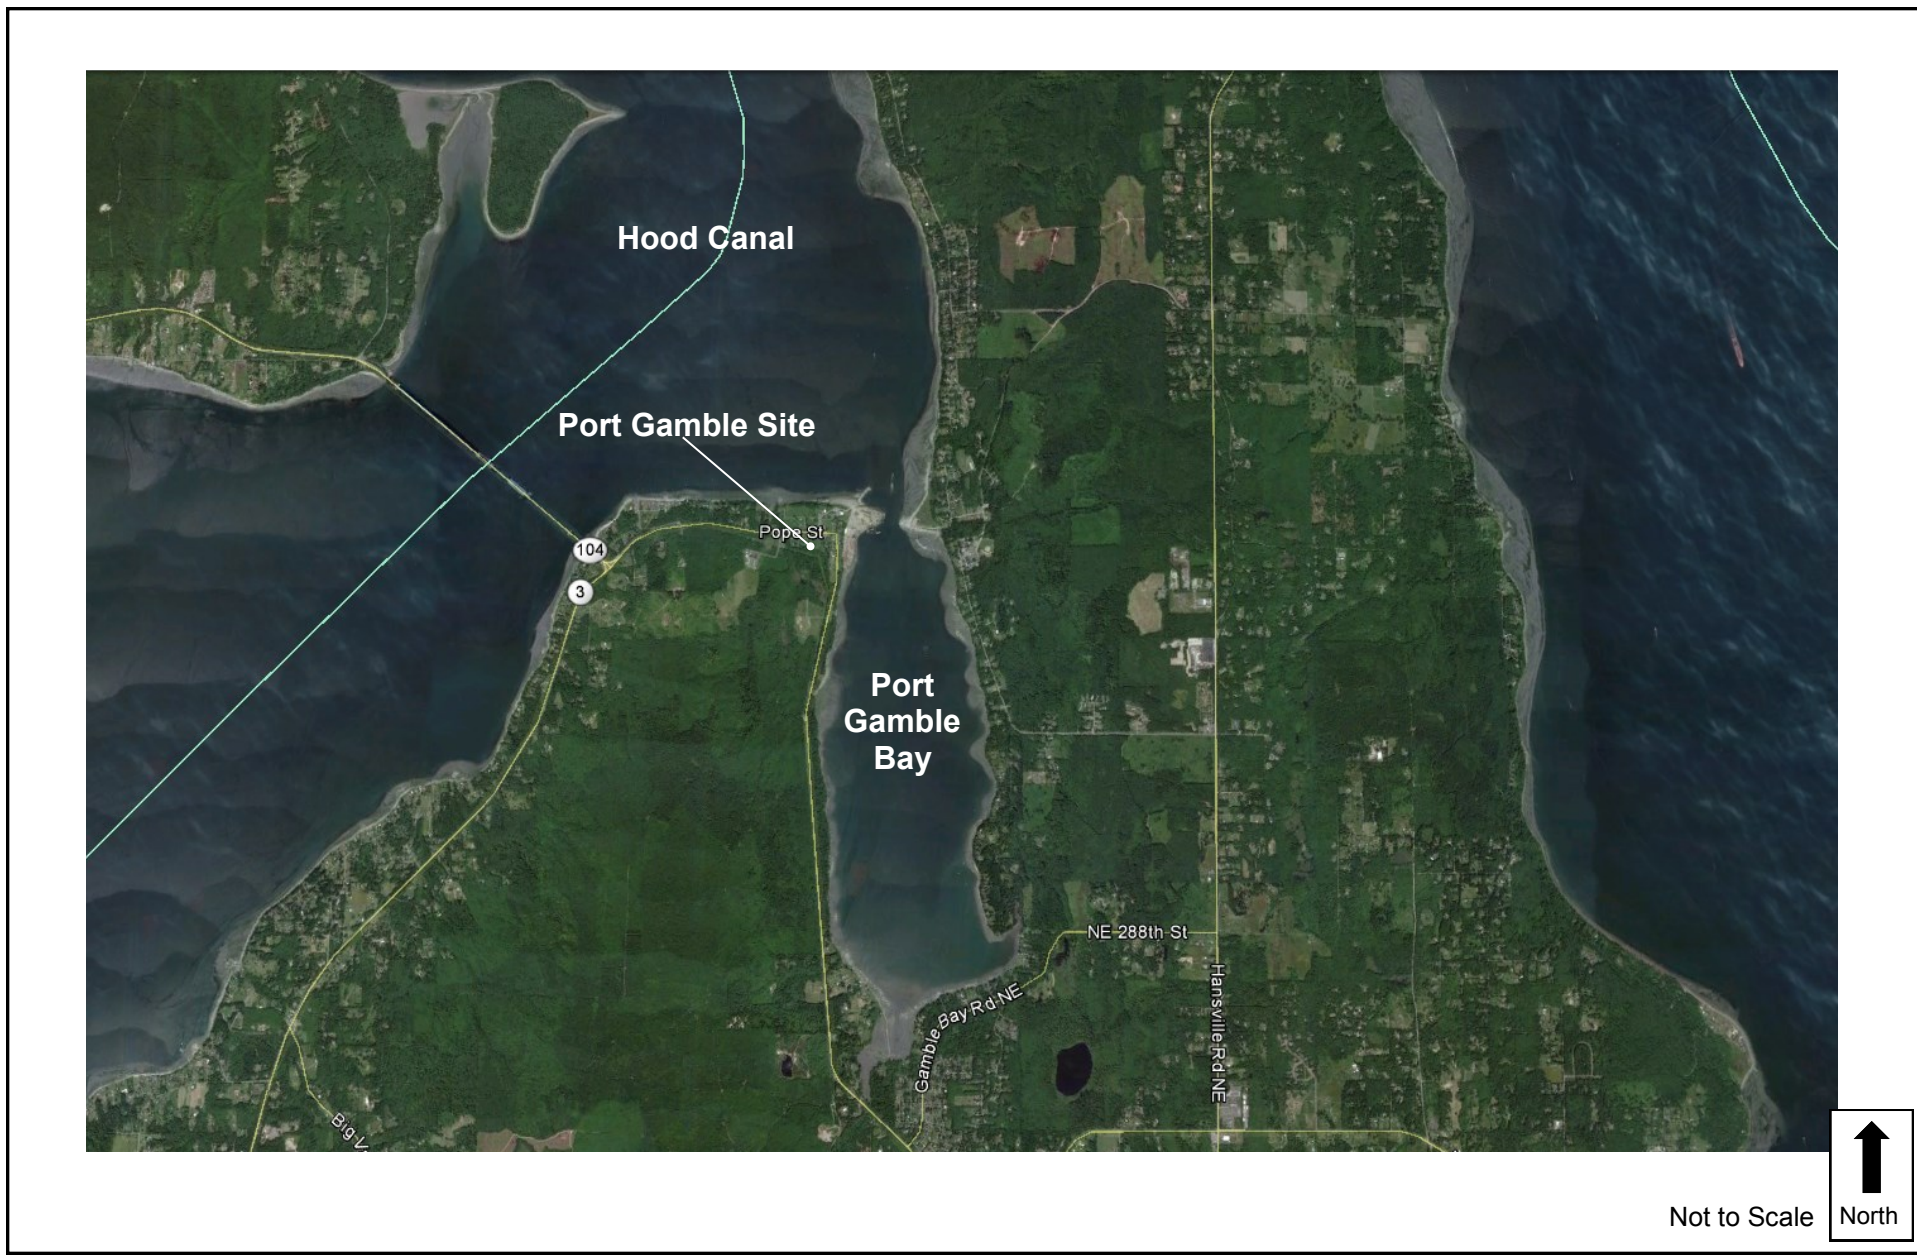 Hood Canal
Port Gamble Site
Pope St
104
3
Port
Gamble
Bay
NE 288th St
Gamble Bay Rd NE
Hansville Rd NE
Big V
Not to Scale
North